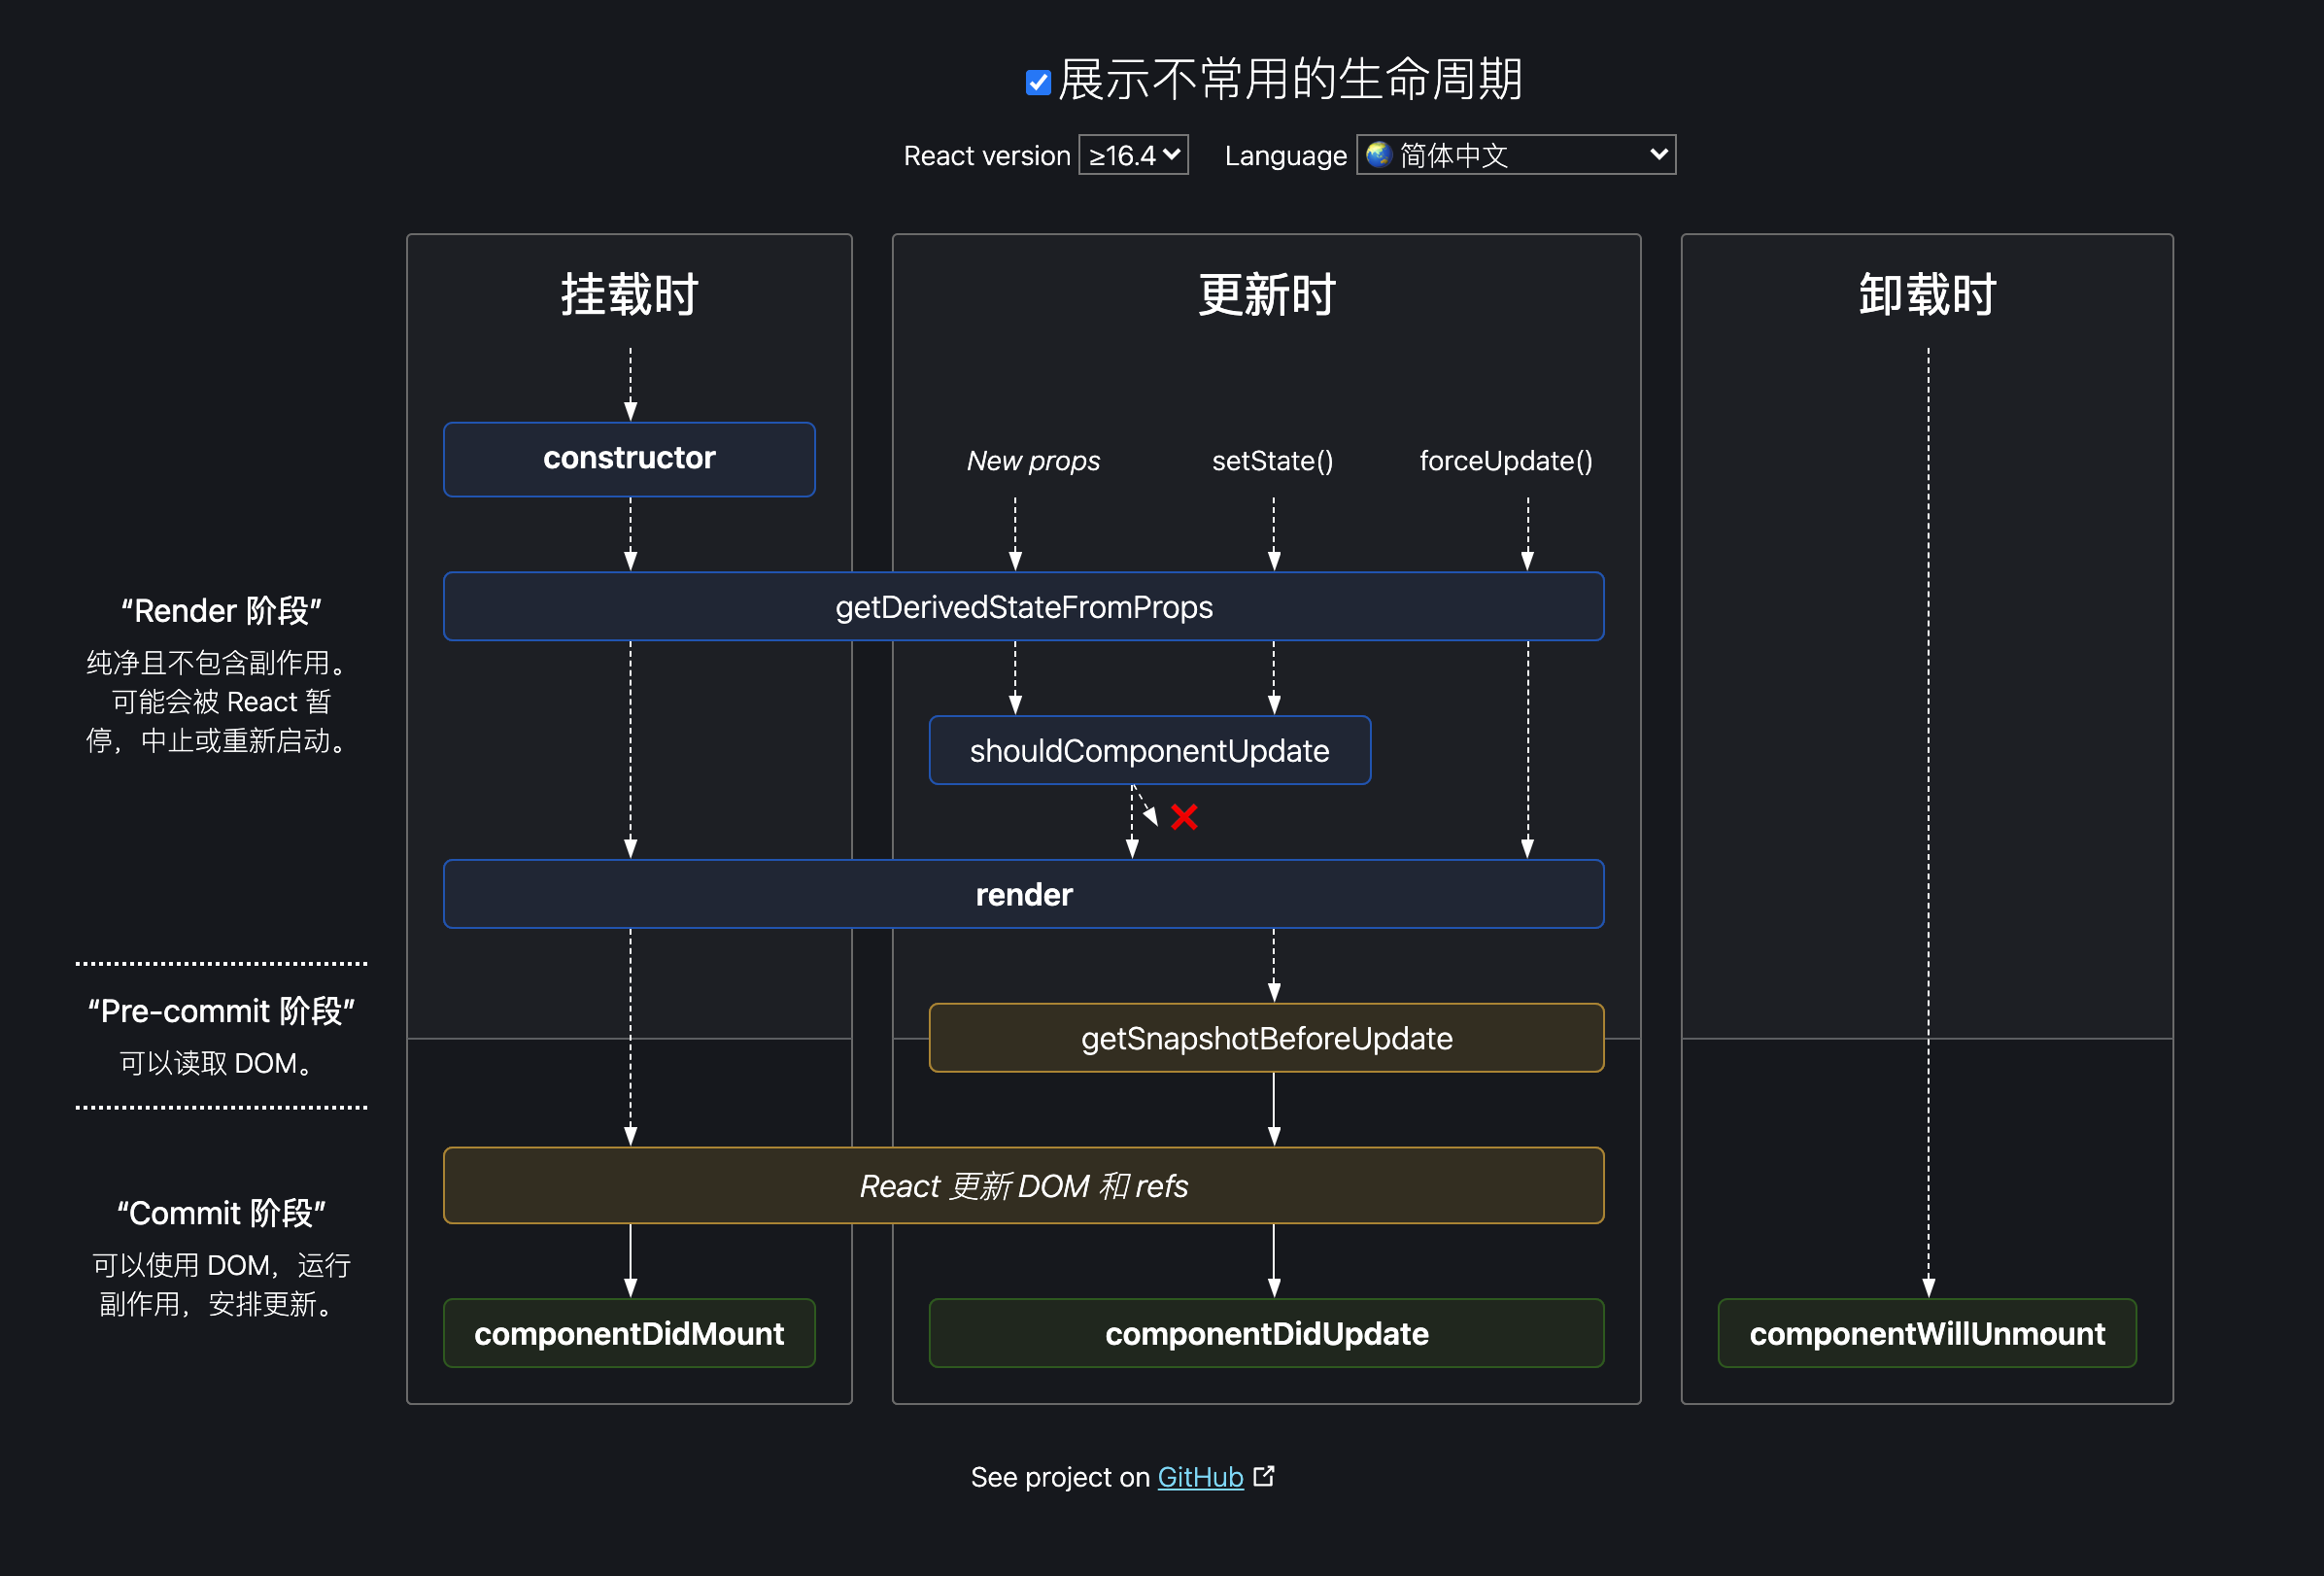 展示不常用的生命周期
React version ≥16.4 Language 简体中文
挂载时
更新时
卸载时
constructor
New props
setState()
forceUpdate()
getDerivedStateFromProps
“Render 阶段”
纯净且不包含副作用。
可能会被 React 暂
停，中止或重新启动。
shouldComponentUpdate
render
“Pre-commit 阶段”
可以读取 DOM。
getSnapshotBeforeUpdate
React 更新 DOM 和 refs
“Commit 阶段”
可以使用 DOM，运行
副作用，安排更新。
componentDidMount
componentDidUpdate
componentWillUnmount
See project on GitHub